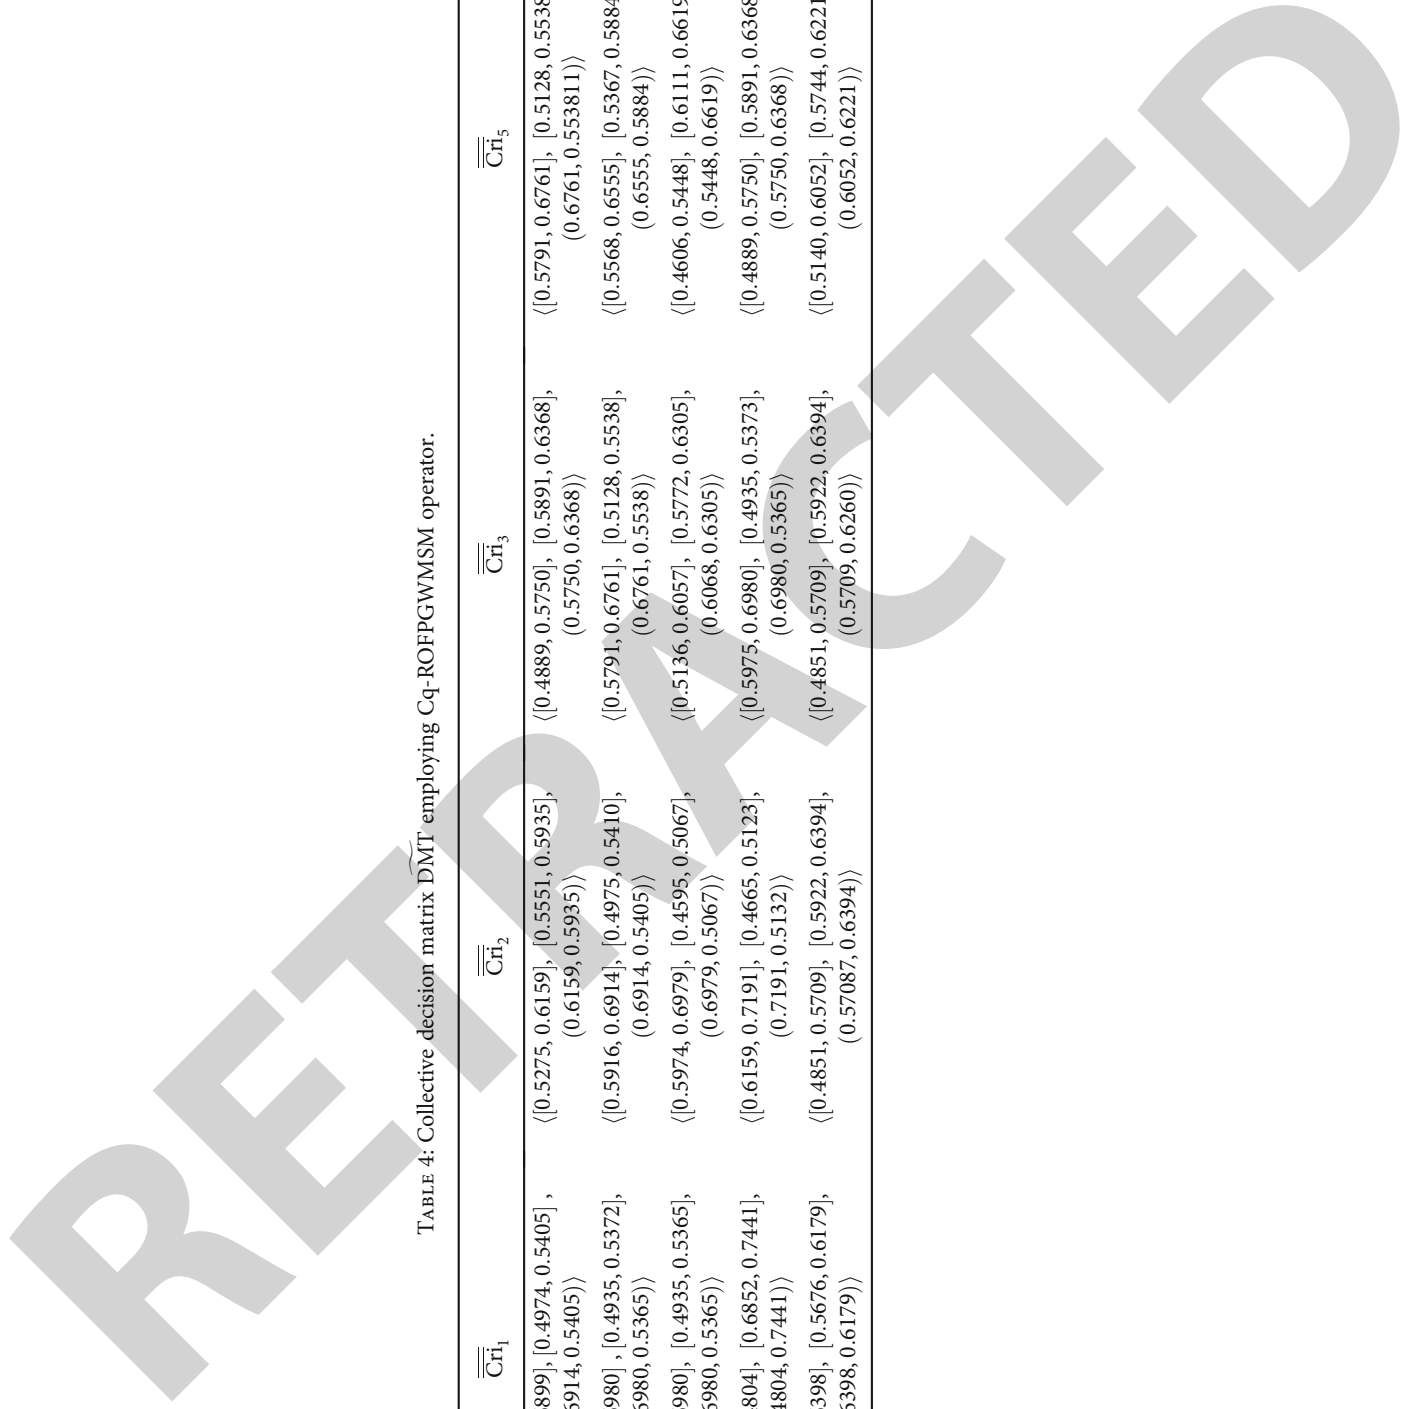 TABLE 4: Collective decision matrix D͠MT employing Cq-ROFPGWMSM operator.
Cri₁ Cri₂ Cri₃ Cri₅
899], [0.4974, 0.5405] , ⟨[0.5275, 0.6159], [0.5551, 0.5935], ⟨[0.4889, 0.5750], [0.5891, 0.6368], ⟨[0.5791, 0.6761], [0.5128, 0.5538
6914, 0.5405)⟩ (0.6159, 0.5935)⟩ (0.5750, 0.6368)⟩ (0.6761, 0.553811)⟩
980] , [0.4935, 0.5372], ⟨[0.5916, 0.6914], [0.4975, 0.5410], ⟨[0.5791, 0.6761], [0.5128, 0.5538], ⟨[0.5568, 0.6555], [0.5367, 0.5884
6980, 0.5365)⟩ (0.6914, 0.5405)⟩ (0.6761, 0.5538)⟩ (0.6555, 0.5884)⟩
980], [0.4935, 0.5365], ⟨[0.5974, 0.6979], [0.4595, 0.5067], ⟨[0.5136, 0.6057], [0.5772, 0.6305], ⟨[0.4606, 0.5448], [0.6111, 0.6619
6980, 0.5365)⟩ (0.6979, 0.5067)⟩ (0.6068, 0.6305)⟩ (0.5448, 0.6619)⟩
804], [0.6852, 0.7441], ⟨[0.6159, 0.7191], [0.4665, 0.5123], ⟨[0.5975, 0.6980], [0.4935, 0.5373], ⟨[0.4889, 0.5750], [0.5891, 0.6368
4804, 0.7441)⟩ (0.7191, 0.5132)⟩ (0.6980, 0.5365)⟩ (0.5750, 0.6368)⟩
6398], [0.5676, 0.6179], ⟨[0.4851, 0.5709], [0.5922, 0.6394], ⟨[0.4851, 0.5709], [0.5922, 0.6394], ⟨[0.5140, 0.6052], [0.5744, 0.6221
6398, 0.6179)⟩ (0.57087, 0.6394)⟩ (0.5709, 0.6260)⟩ (0.6052, 0.6221)⟩
RETRACTED